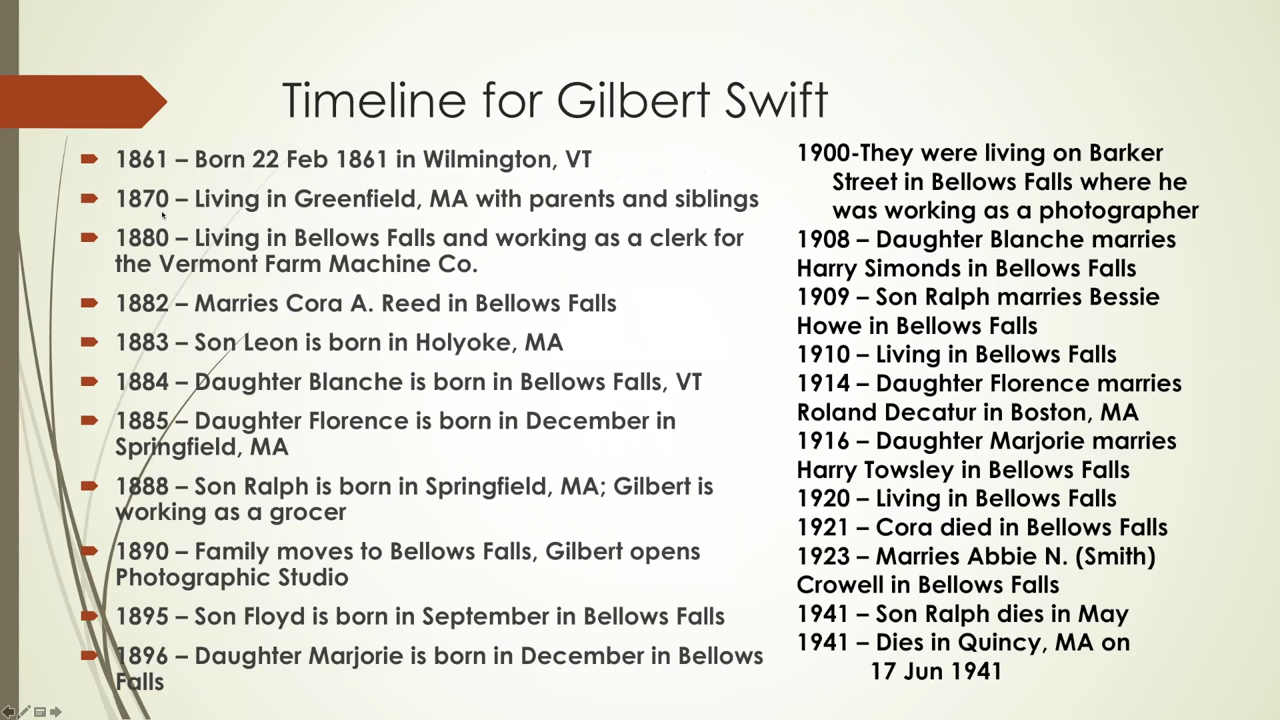 Timeline for Gilbert Swift
1861 – Born 22 Feb 1861 in Wilmington, VT
1870 – Living in Greenfield, MA with parents and siblings
1880 – Living in Bellows Falls and working as a clerk for
the Vermont Farm Machine Co.
1882 – Marries Cora A. Reed in Bellows Falls
1883 – Son Leon is born in Holyoke, MA
1884 – Daughter Blanche is born in Bellows Falls, VT
1885 – Daughter Florence is born in December in
Springfield, MA
1888 – Son Ralph is born in Springfield, MA; Gilbert is
working as a grocer
1890 – Family moves to Bellows Falls, Gilbert opens
Photographic Studio
1895 – Son Floyd is born in September in Bellows Falls
1896 – Daughter Marjorie is born in December in Bellows
Falls
1900-They were living on Barker
Street in Bellows Falls where he
was working as a photographer
1908 – Daughter Blanche marries
Harry Simonds in Bellows Falls
1909 – Son Ralph marries Bessie
Howe in Bellows Falls
1910 – Living in Bellows Falls
1914 – Daughter Florence marries
Roland Decatur in Boston, MA
1916 – Daughter Marjorie marries
Harry Towsley in Bellows Falls
1920 – Living in Bellows Falls
1921 – Cora died in Bellows Falls
1923 – Marries Abbie N. (Smith)
Crowell in Bellows Falls
1941 – Son Ralph dies in May
1941 – Dies in Quincy, MA on
17 Jun 1941